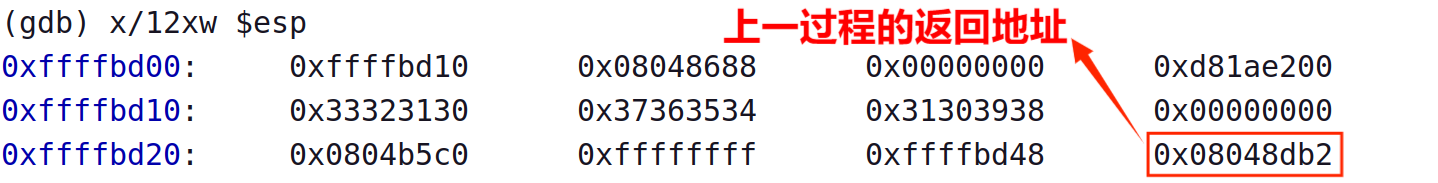 (gdb) x/12xw $esp
上一过程的返回地址
0xffffbd00: 0xffffbd10 0x08048688 0x00000000 0xd81ae200
0xffffbd10: 0x33323130 0x37363534 0x31303938 0x00000000
0xffffbd20: 0x0804b5c0 0xffffffff 0xffffbd48 0x08048db2